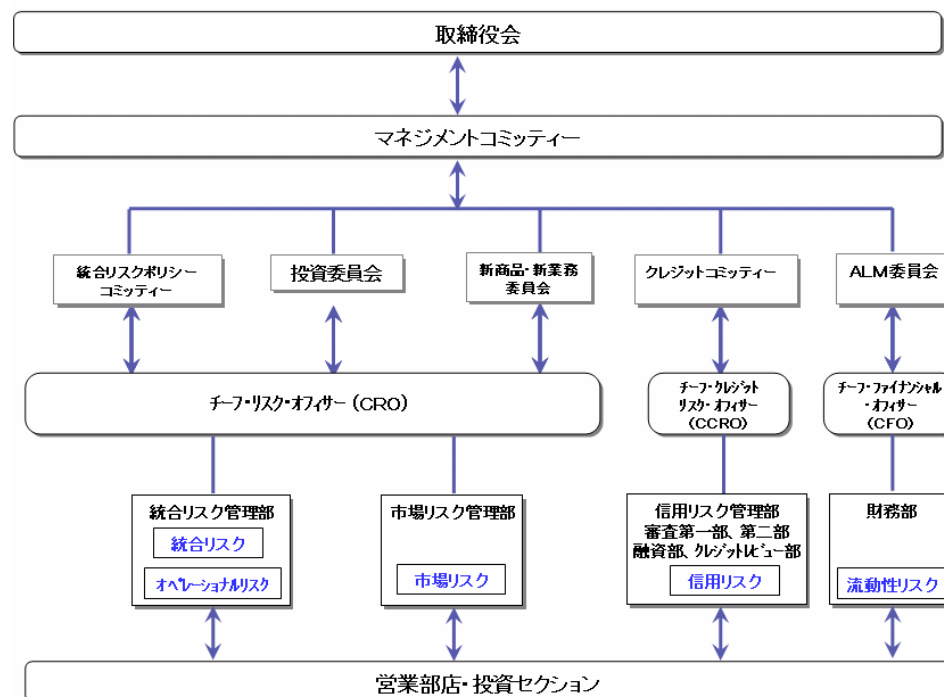 取締役会
マネジメントコミッティー
統合リスクポリシー
コミッティー
投資委員会
新商品・新業務
委員会
クレジットコミッティー
ALM委員会
チーフ・リスク・オフィサー(CRO)
チーフ・クレジット
リスク・オフィサー
(CCRO)
チーフ・ファイナンシャル
・オフィサー
(CFO)
統合リスク管理部
統合リスク
オペレーショナルリスク
市場リスク管理部
市場リスク
信用リスク管理部
審査第一部、第二部
融資部、クレジットレビュー部
信用リスク
財務部
流動性リスク
営業部店・投資セクション